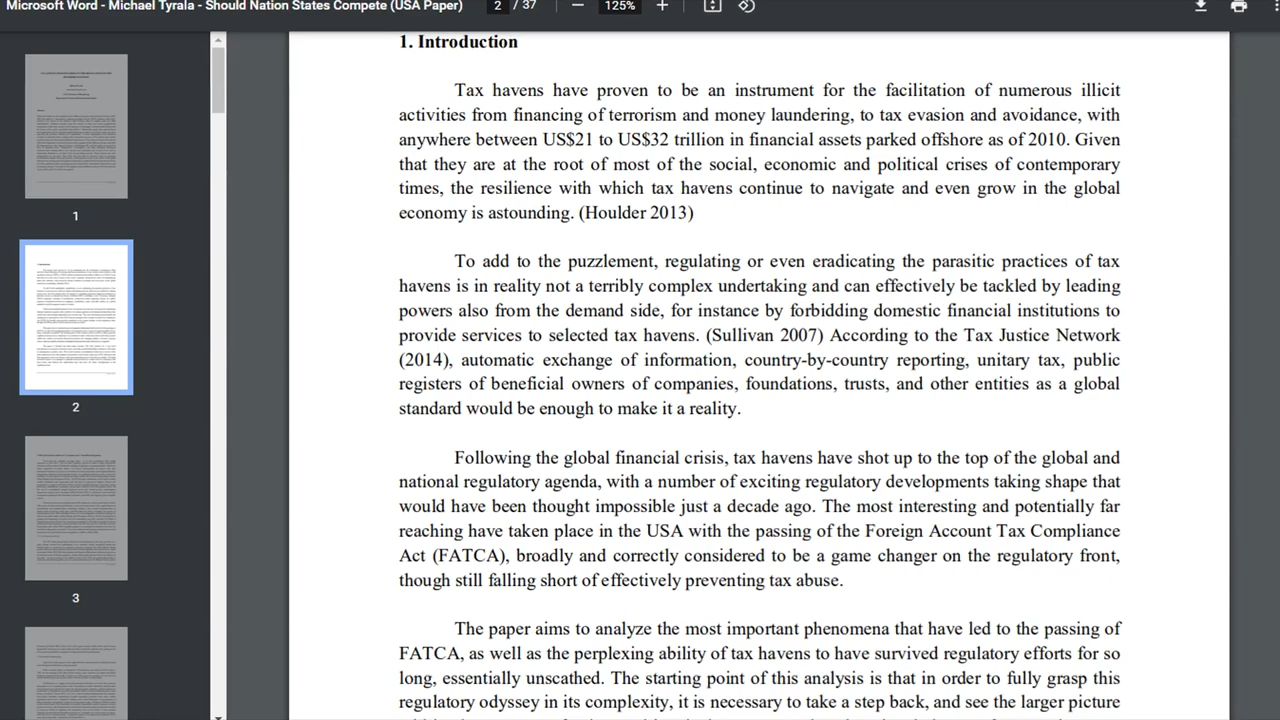 Microsoft Word - Michael Tyrala - Should Nation States Compete (USA Paper)
2 / 37
125%
1
2
3
1. Introduction
Tax havens have proven to be an instrument for the facilitation of numerous illicit
activities from financing of terrorism and money laundering, to tax evasion and avoidance, with
anywhere between US$21 to US$32 trillion in financial assets parked offshore as of 2010. Given
that they are at the root of most of the social, economic and political crises of contemporary
times, the resilience with which tax havens continue to navigate and even grow in the global
economy is astounding. (Houlder 2013)
To add to the puzzlement, regulating or even eradicating the parasitic practices of tax
havens is in reality not a terribly complex undertaking and can effectively be tackled by leading
powers also from the demand side, for instance by forbidding domestic financial institutions to
provide services to selected tax havens. (Surowiecki 2007) According to the Tax Justice Network
(2014), automatic exchange of information, country-by-country reporting, unitary tax, public
registers of beneficial owners of companies, foundations, trusts, and other entities as a global
standard would be enough to make it a reality.
Following the global financial crisis, tax havens have shot up to the top of the global and
national regulatory agenda, with a number of exciting regulatory developments taking shape that
would have been thought impossible just a decade ago. The most interesting and potentially far
reaching one took place in the USA with the passing of the Foreign Account Tax Compliance
Act (FATCA), broadly and correctly considered to be a game changer on the regulatory front,
though still falling short of effectively preventing tax abuse.
The paper aims to analyze the most important phenomena that have led to the passing of
FATCA, as well as the perplexing ability of tax havens to have survived regulatory efforts for so
long, essentially unscathed. The starting point of this analysis is that in order to fully grasp this
regulatory odyssey in its complexity, it is necessary to take a step back, and see the larger picture